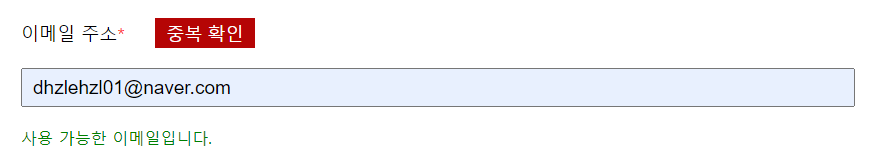 이메일 주소* 중복 확인
dhzlehzl01@naver.com
사용 가능한 이메일입니다.